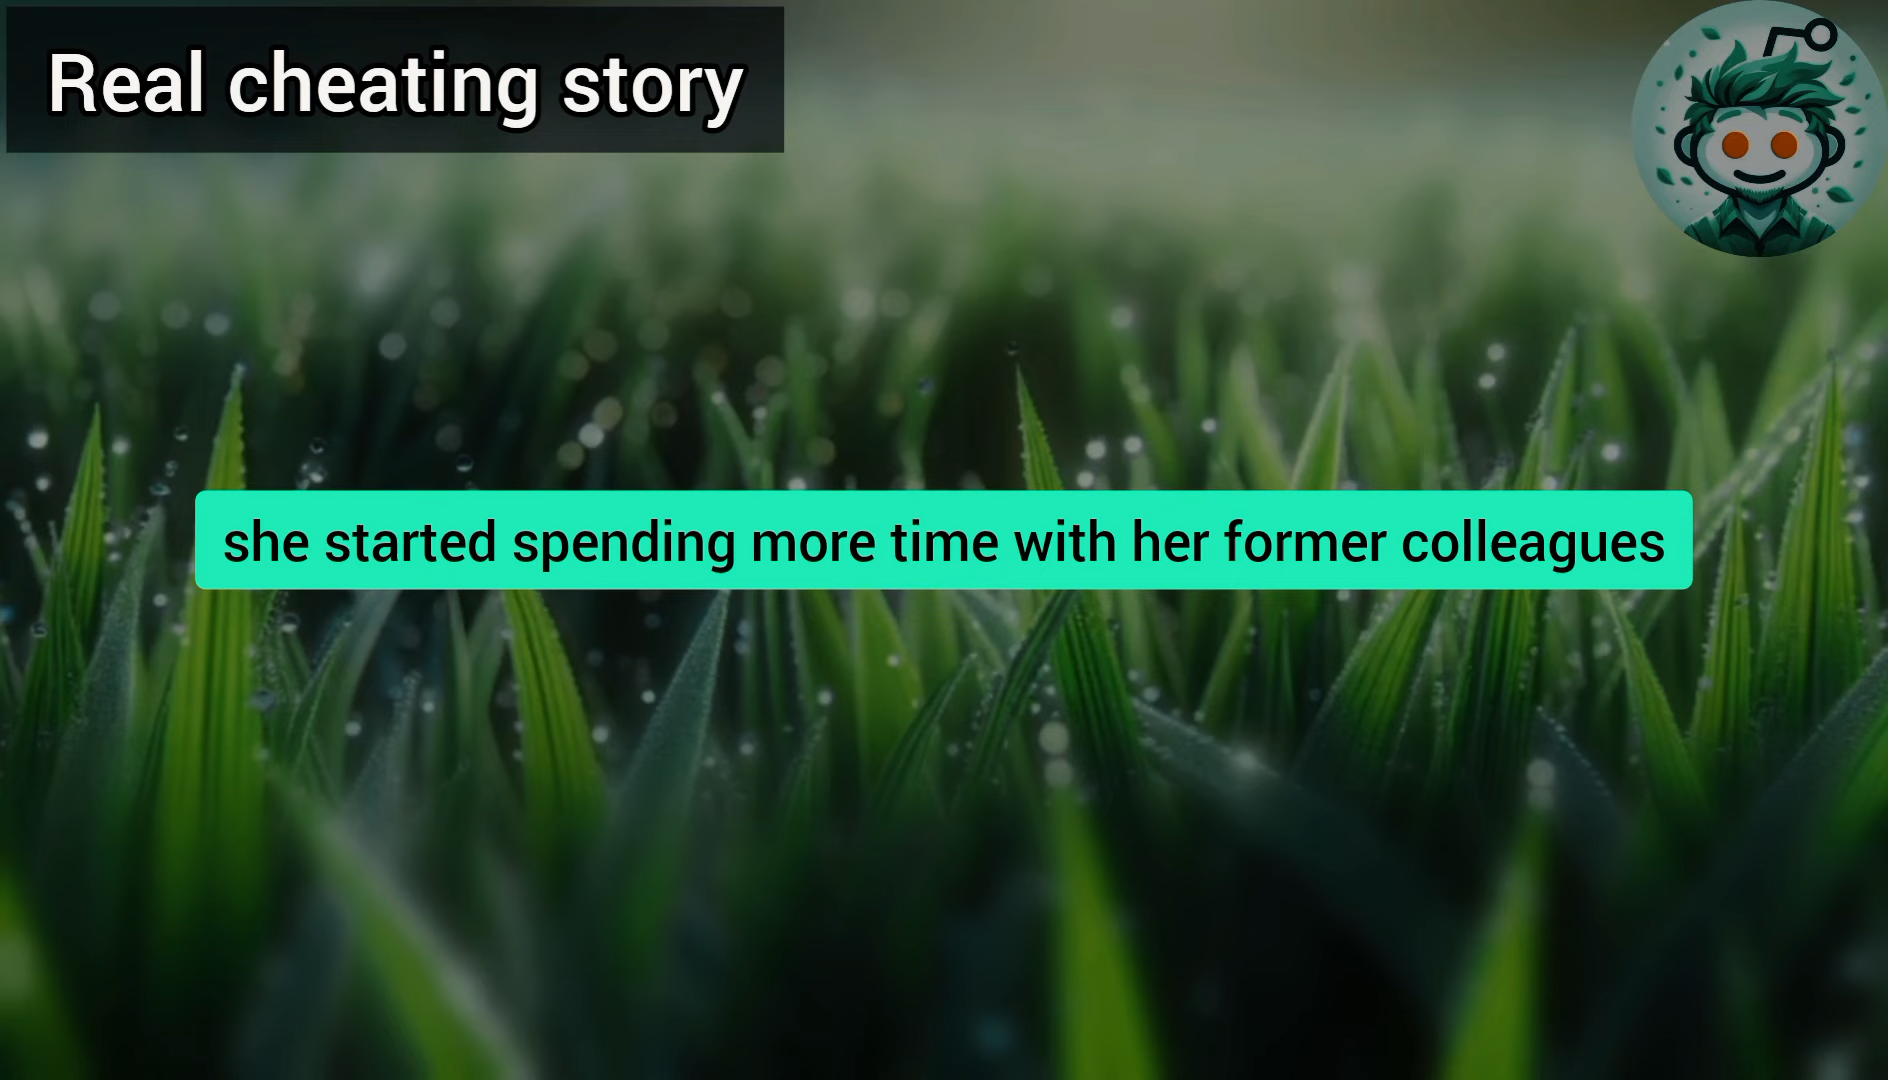 Real cheating story
she started spending more time with her former colleagues